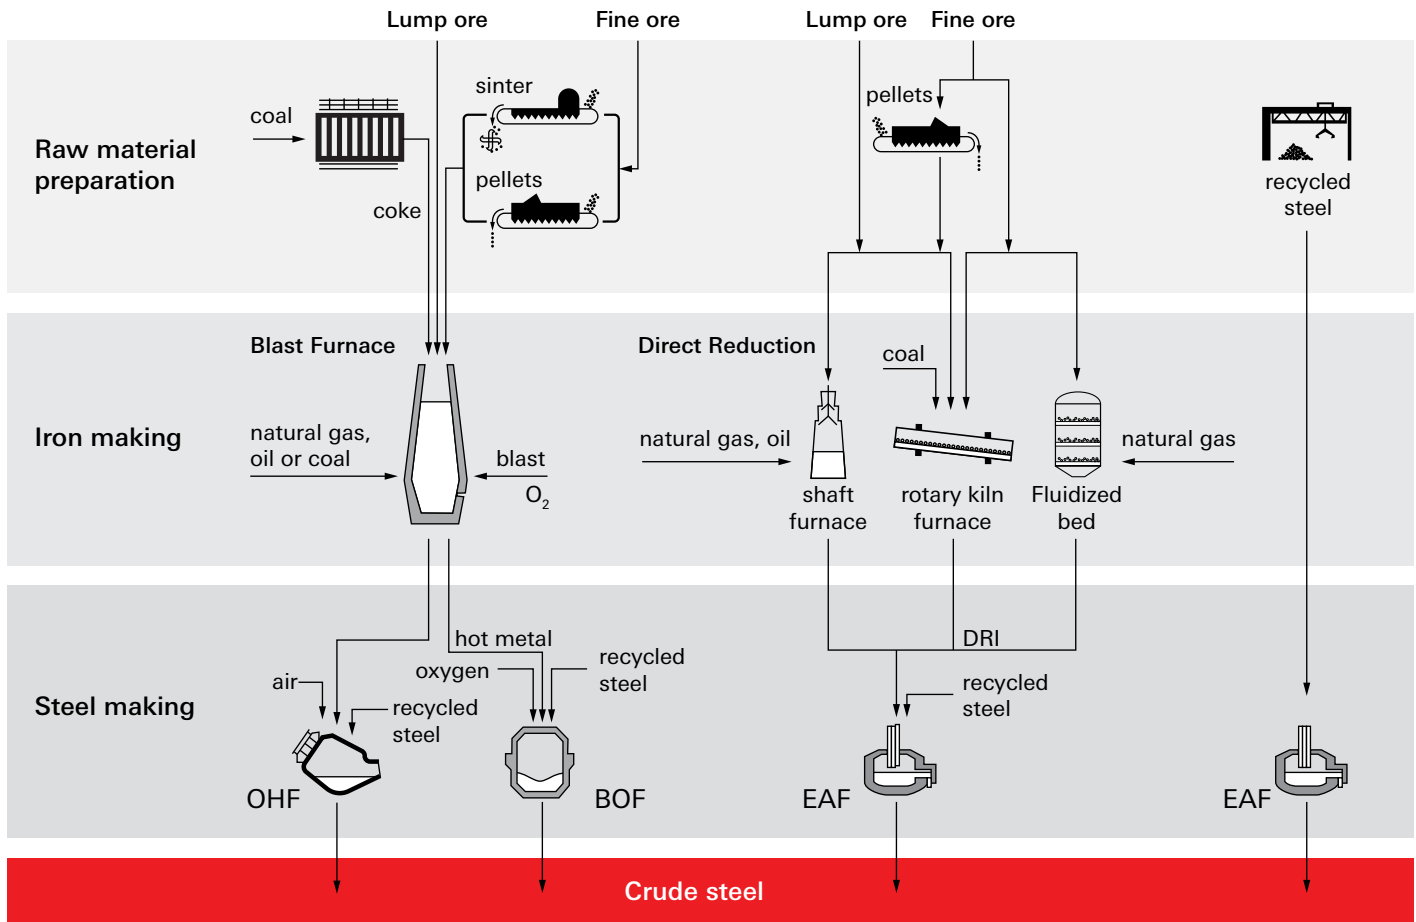 Lump ore
Fine ore
Lump ore
Fine ore
Raw material
preparation
coal
coke
sinter
pellets
pellets
recycled
steel
Iron making
Blast Furnace
natural gas,
oil or coal
blast
O2
Direct Reduction
coal
natural gas, oil
natural gas
shaft
furnace
rotary kiln
furnace
Fluidized
bed
Steel making
hot metal
oxygen
recycled
steel
air
recycled
steel
DRI
recycled
steel
OHF
BOF
EAF
EAF
Crude steel